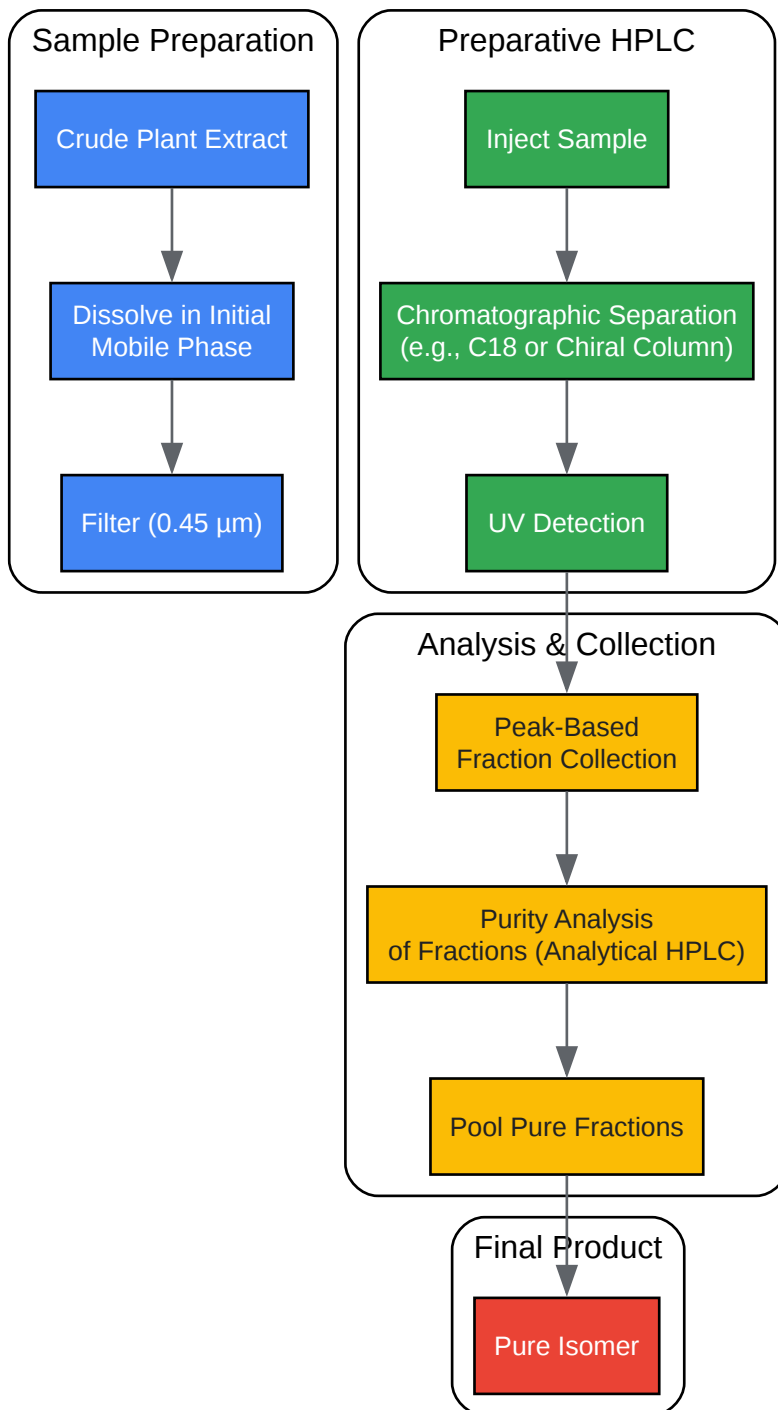 Sample Preparation
Crude Plant Extract
Dissolve in Initial
Mobile Phase
Filter (0.45 µm)
Preparative HPLC
Inject Sample
Chromatographic Separation
(e.g., C18 or Chiral Column)
UV Detection
Analysis & Collection
Peak-Based
Fraction Collection
Purity Analysis
of Fractions (Analytical HPLC)
Pool Pure Fractions
Final Product
Pure Isomer